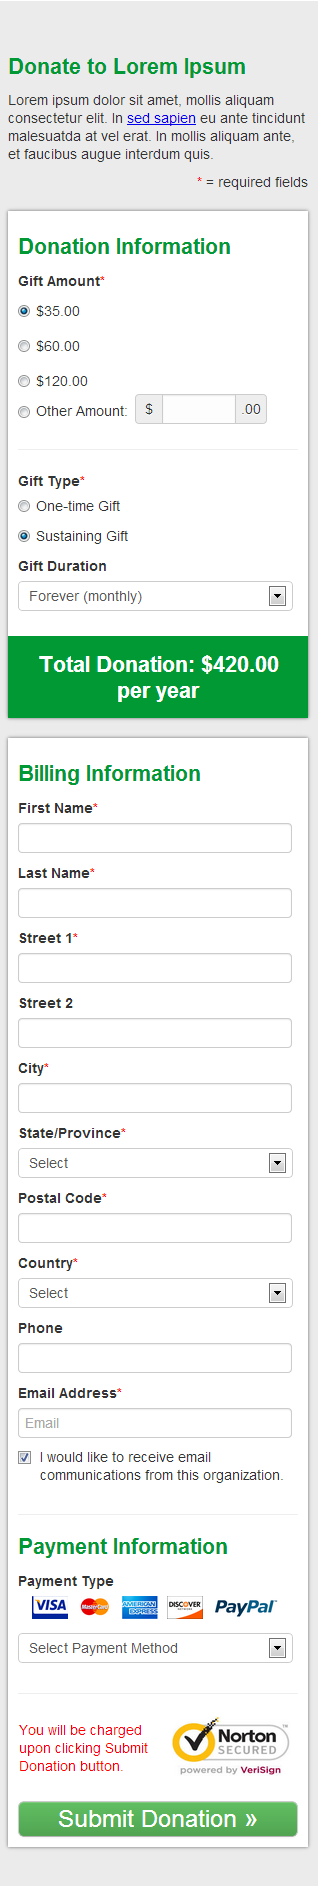 Donate to Lorem Ipsum
Lorem ipsum dolor sit amet, mollis aliquam
consectetur elit. In sed sapien eu ante tincidunt
malesuatda at vel erat. In mollis aliquam ante,
et faucibus augue interdum quis.
* = required fields
Donation Information
Gift Amount*
$35.00
$60.00
$120.00
Other Amount: $ .00
Gift Type*
One-time Gift
Sustaining Gift
Gift Duration
Forever (monthly)
Total Donation: $420.00
per year
Billing Information
First Name*
Last Name*
Street 1*
Street 2
City*
State/Province*
Select
Postal Code*
Country*
Select
Phone
Email Address*
Email
I would like to receive email
communications from this organization.
Payment Information
Payment Type
VISA MasterCard AMERICAN EXPRESS DISCOVER PayPal
Select Payment Method
You will be charged
upon clicking Submit
Donation button.
Norton
SECURED
powered by VeriSign
Submit Donation »